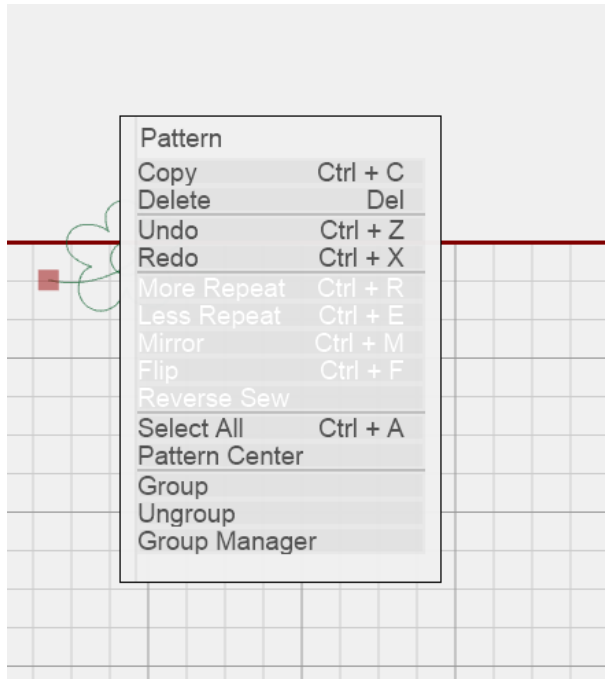 Pattern
Copy Ctrl + C
Delete Del
Undo Ctrl + Z
Redo Ctrl + X
More Repeat Ctrl + R
Less Repeat Ctrl + E
Mirror Ctrl + M
Flip Ctrl + F
Reverse Sew
Select All Ctrl + A
Pattern Center
Group
Ungroup
Group Manager